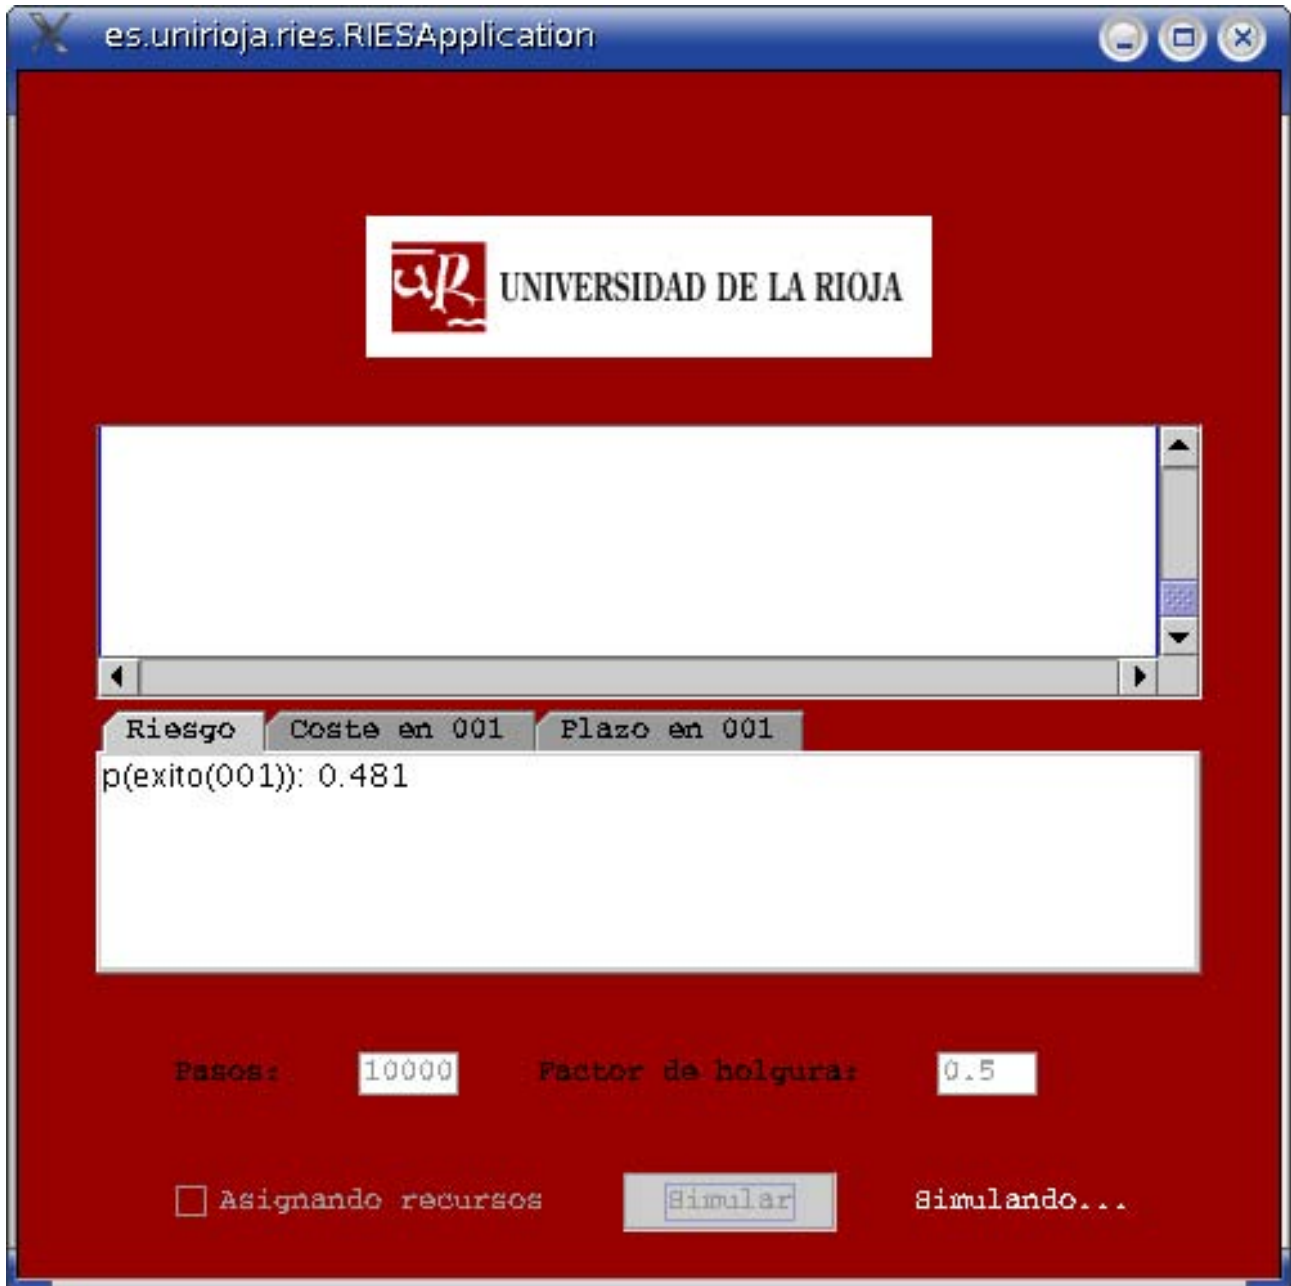 es.unirioja.ries.RIESApplication
uR UNIVERSIDAD DE LA RIOJA
Riesgo Coste en 001 Plazo en 001
p(exito(001)): 0.481
Pasos: 10000 Factor de holgura: 0.5
Asignando recursos Simular Simulando...